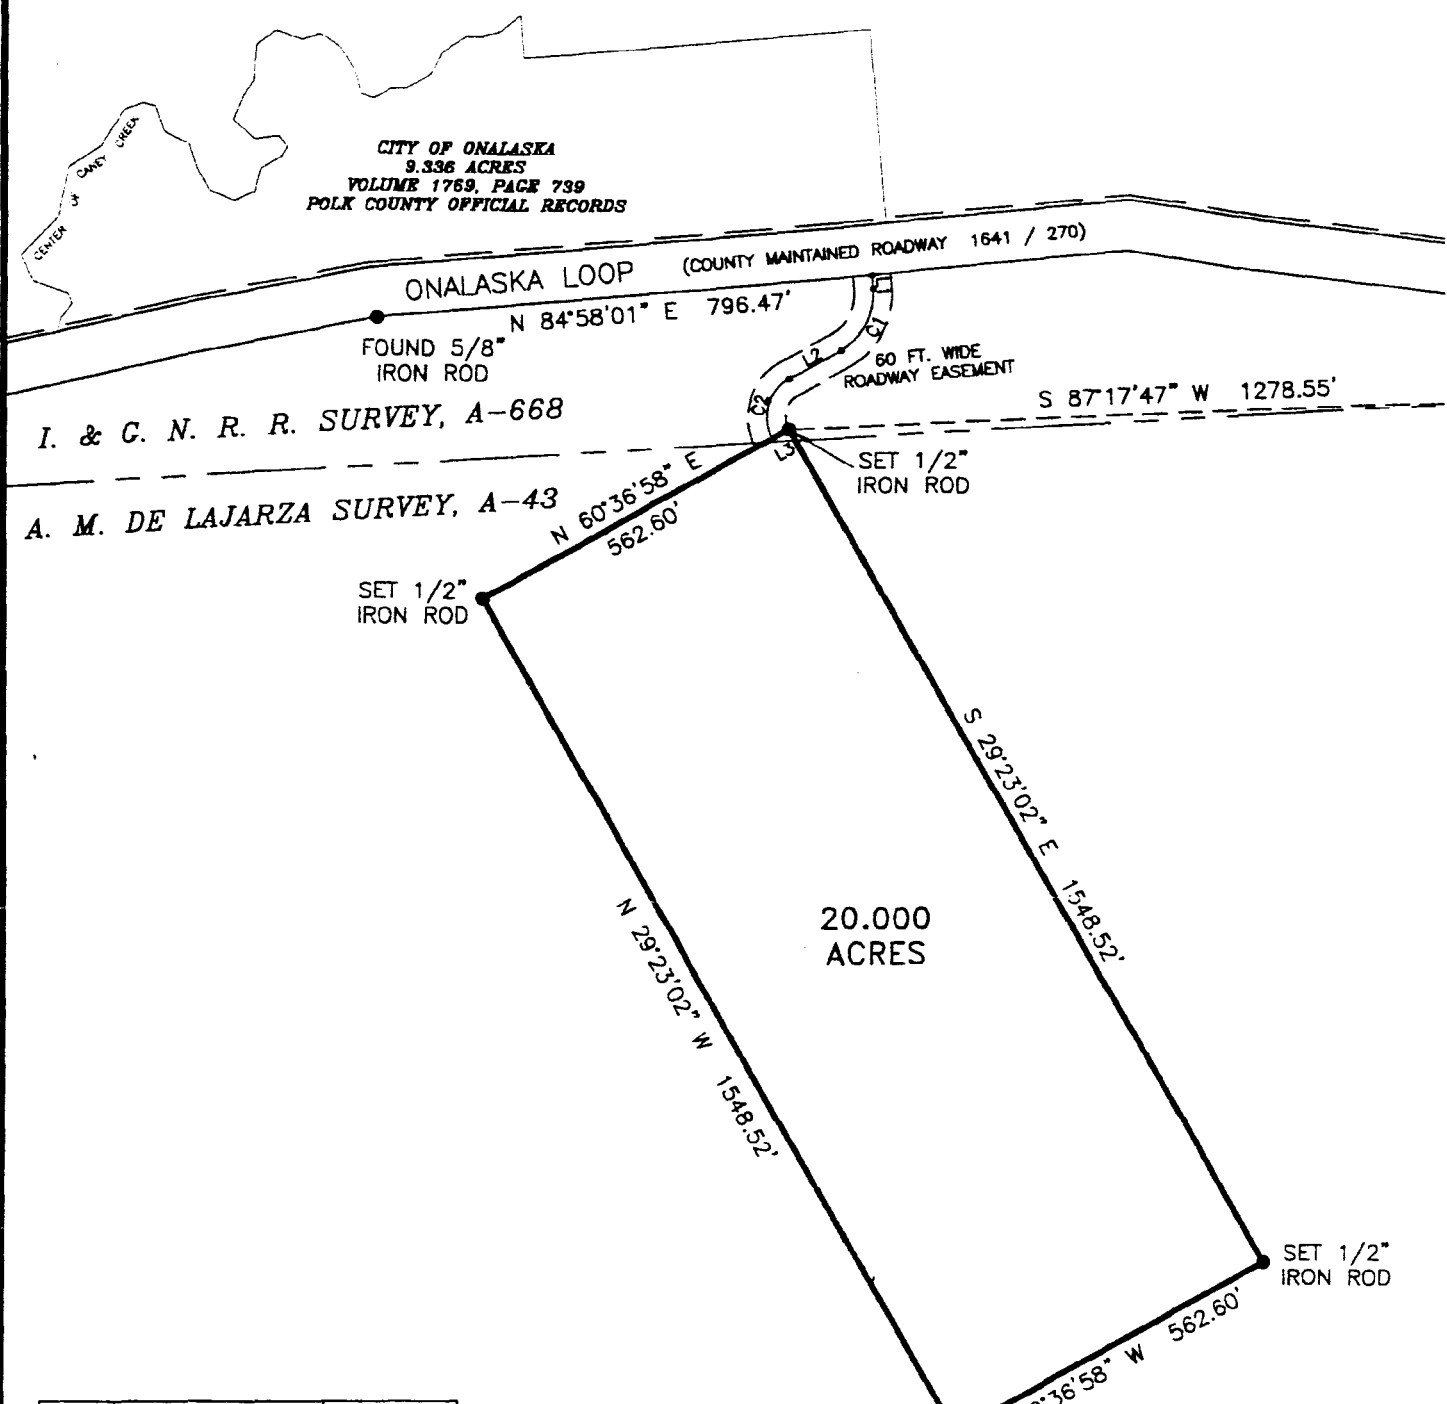 CENTER OF CANEY CREEK
CITY OF ONALASKA
9.336 ACRES
VOLUME 1769, PAGE 739
POLK COUNTY OFFICIAL RECORDS
ONALASKA LOOP (COUNTY MAINTAINED ROADWAY 1641 / 270)
N 84°58'01" E 796.47'
FOUND 5/8"
IRON ROD
L1
C1
L2
C2
60 FT. WIDE
ROADWAY EASEMENT
S 87°17'47" W 1278.55'
I. & G. N. R. R. SURVEY, A-668
L3
SET 1/2"
IRON ROD
A. M. DE LAJARZA SURVEY, A-43
N 60°36'58" E
562.60'
SET 1/2"
IRON ROD
S 29°23'02" E 1548.52'
20.000
ACRES
N 29°23'02" W 1548.52'
SET 1/2"
IRON ROD
°36'58" W 562.60'